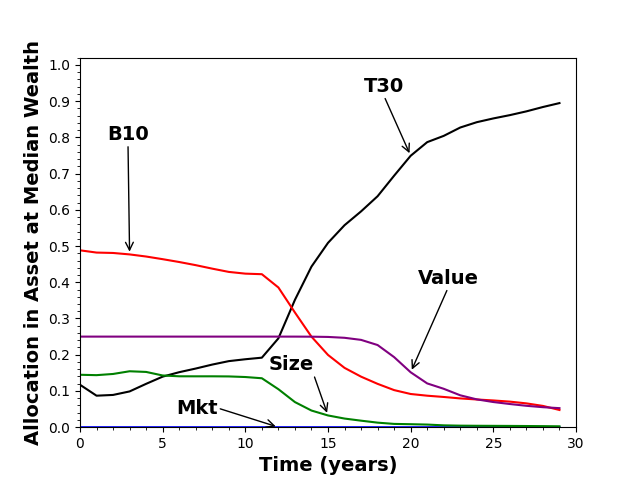 Allocation in Asset at Median Wealth
1.0
0.9
0.8
0.7
0.6
0.5
0.4
0.3
0.2
0.1
0.0
T30
B10
Value
Size
Mkt
0 5 10 15 20 25 30
Time (years)